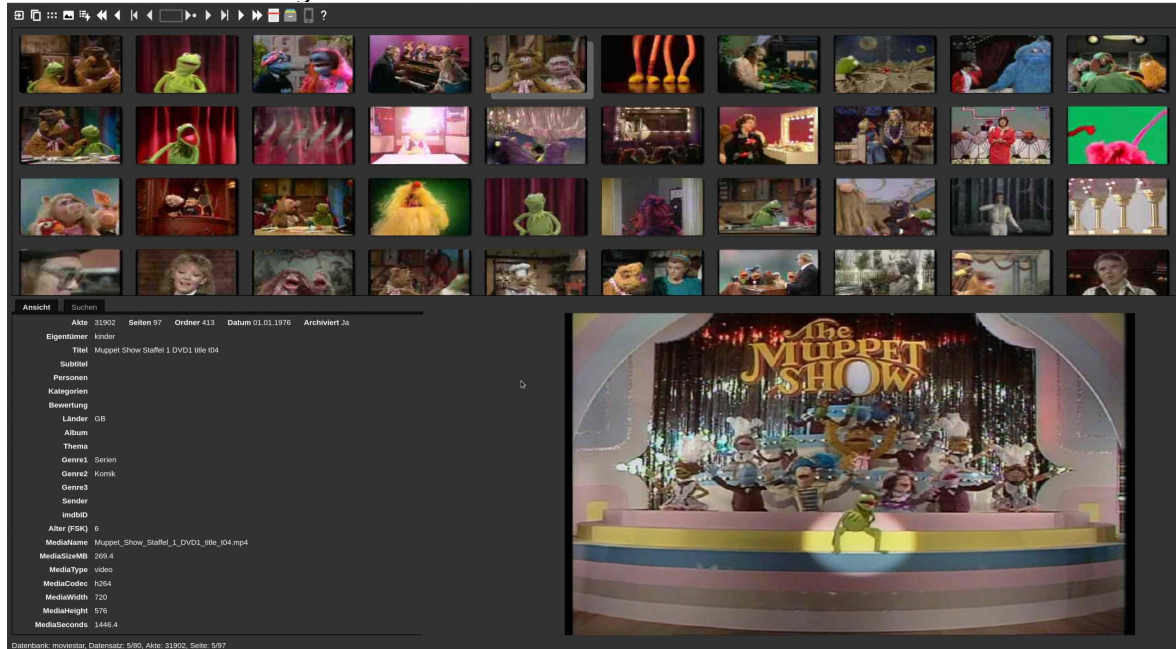 ?
Ansicht Suchen
Akte 31902 Seiten 97 Ordner 413 Datum 01.01.1976 Archiviert Ja
Eigentümer kinder
Titel Muppet Show Staffel 1 DVD1 title t04
Subtitel
Personen
Kategorien
Bewertung
Länder GB
Album
Thema
Genre1 Serien
Genre2 Komik
Genre3
Sender
imdbID
Alter (FSK) 6
MediaName Muppet_Show_Staffel_1_DVD1_title_t04.mp4
MediaSizeMB 269.4
MediaType video
MediaCodec h264
MediaWidth 720
MediaHeight 576
MediaSeconds 1446.4
The
MUPPET
SHOW
Datenbank: moviestar, Datensatz: 5/80, Akte: 31902, Seite: 5/97